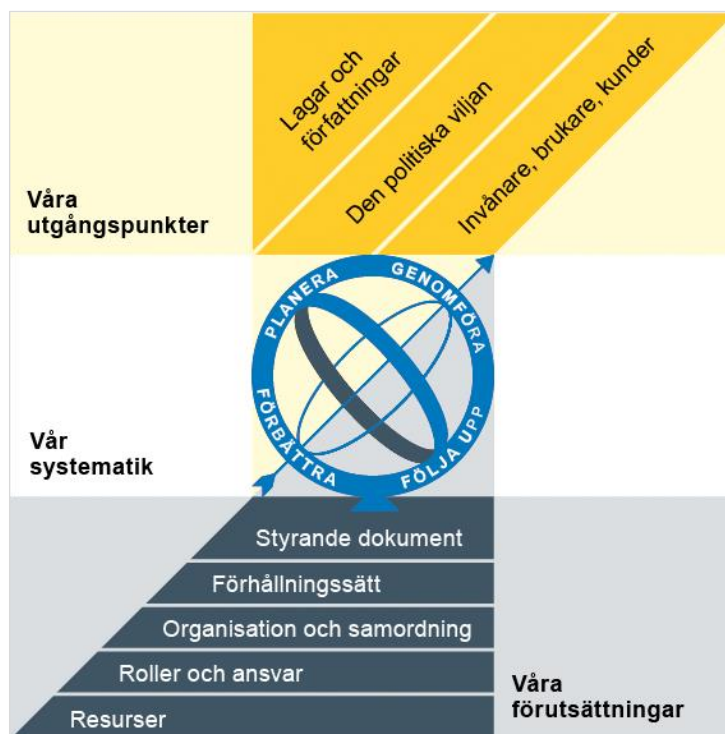 Lagar och
författningar
Den politiska viljan
Invånare, brukare, kunder
Våra
utgångspunkter
PLANERA
GENOMFÖRA
FÖLJA UPP
FÖRBÄTTRA
Vår
systematik
Styrande dokument
Förhållningssätt
Organisation och samordning
Roller och ansvar
Resurser
Våra
förutsättningar